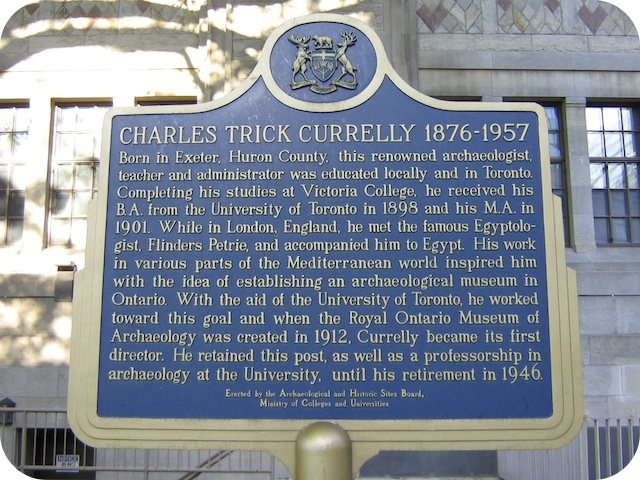 CHARLES TRICK CURRELLY 1876-1957
Born in Exeter, Huron County, this renowned archaeologist,
teacher and administrator was educated locally and in Toronto.
Completing his studies at Victoria College, he received his
B.A. from the University of Toronto in 1898 and his M.A. in
1901. While in London, England, he met the famous Egyptolo-
gist, Flinders Petrie, and accompanied him to Egypt. His work
in various parts of the Mediterranean world inspired him
with the idea of establishing an archaeological museum in
Ontario. With the aid of the University of Toronto, he worked
toward this goal and when the Royal Ontario Museum of
Archaeology was created in 1912, Currelly became its first
director. He retained this post, as well as a professorship in
archaeology at the University, until his retirement in 1946.
Erected by the Archaeological and Historic Sites Board,
Ministry of Colleges and Universities